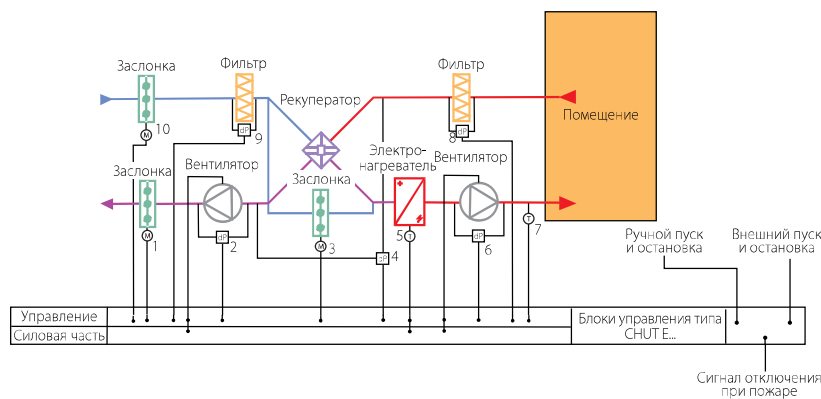 Заслонка
Фильтр
Фильтр
Рекуператор
Помещение
M
10
dP
9
dP
8
Заслонка
Вентилятор
Электро-
нагреватель
Вентилятор
Заслонка
M
1
dP
2
M
3
dP
4
T
5
dP
6
T
7
Ручной пуск
и остановка
Внешний пуск
и остановка
Управление
Силовая часть
Блоки управления типа
CHUT E...
Сигнал отключения
при пожаре